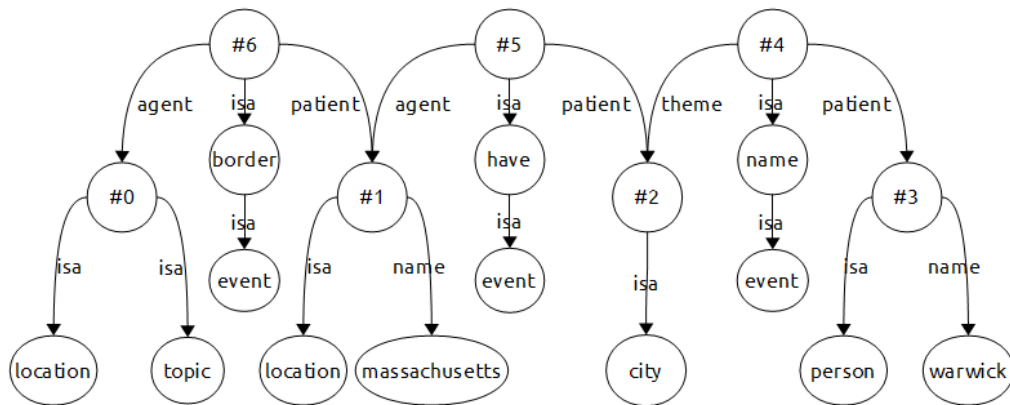 #6 #5 #4
agent isa patient agent isa patient theme isa patient
border have name
#0 #1 #2 #3
isa isa isa
isa isa isa name isa isa name
event event event
location topic location massachusetts city person warwick